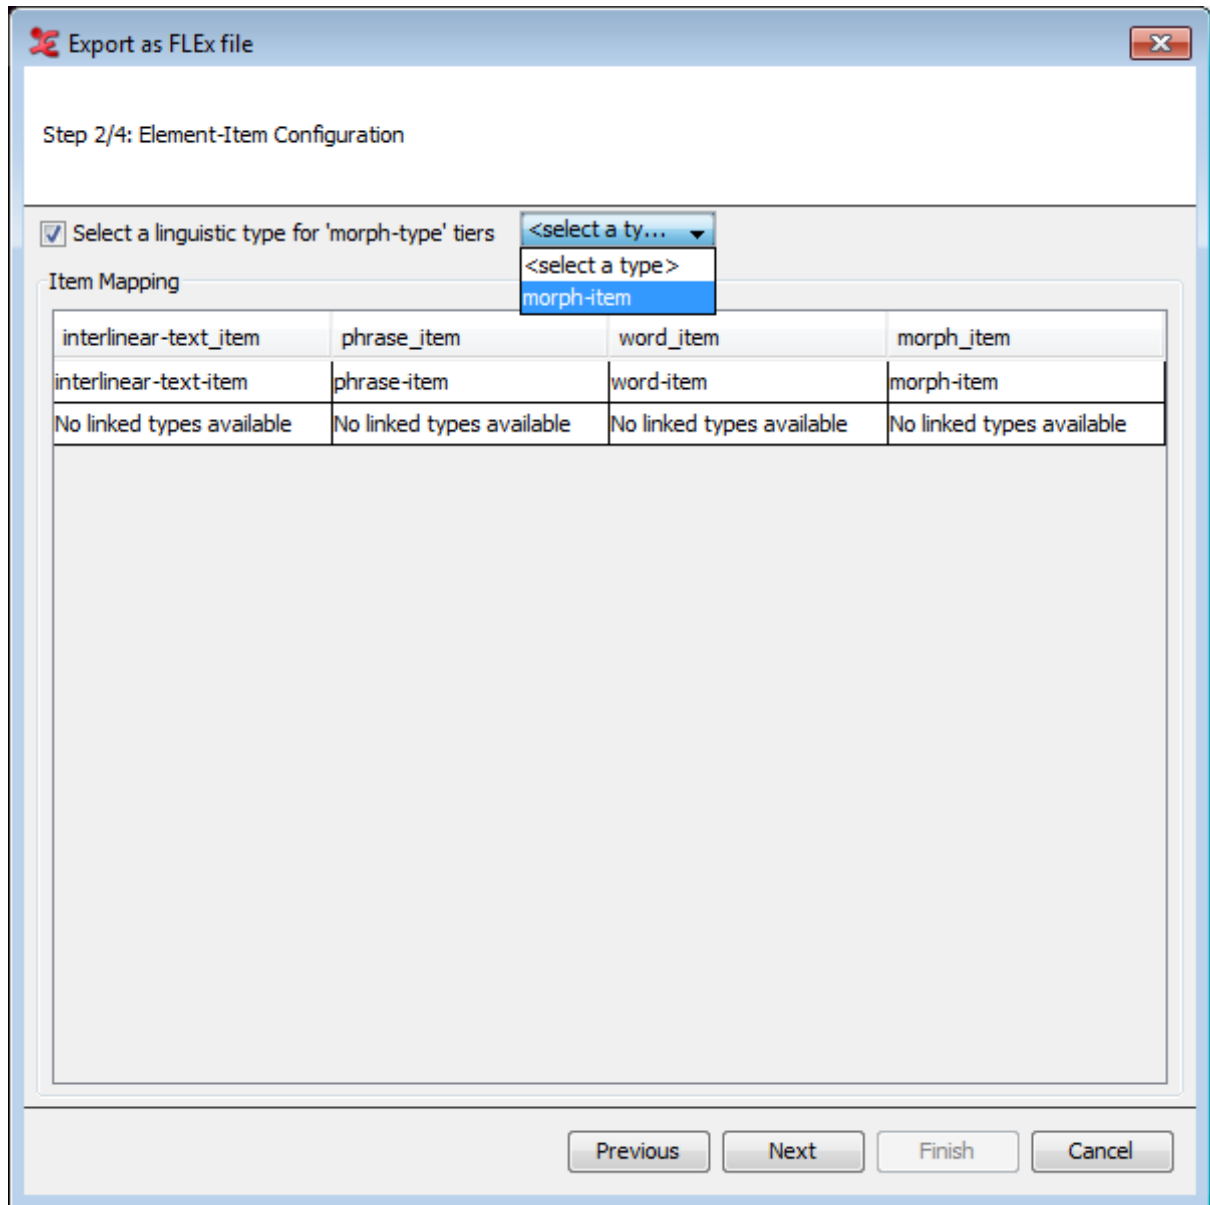 Export as FLEx file
Step 2/4: Element-Item Configuration
Select a linguistic type for 'morph-type' tiers <select a ty...
<select a type>
morph-item
Item Mapping
interlinear-text_item phrase_item word_item morph_item
interlinear-text-item phrase-item word-item morph-item
No linked types available No linked types available No linked types available No linked types available
Previous Next Finish Cancel